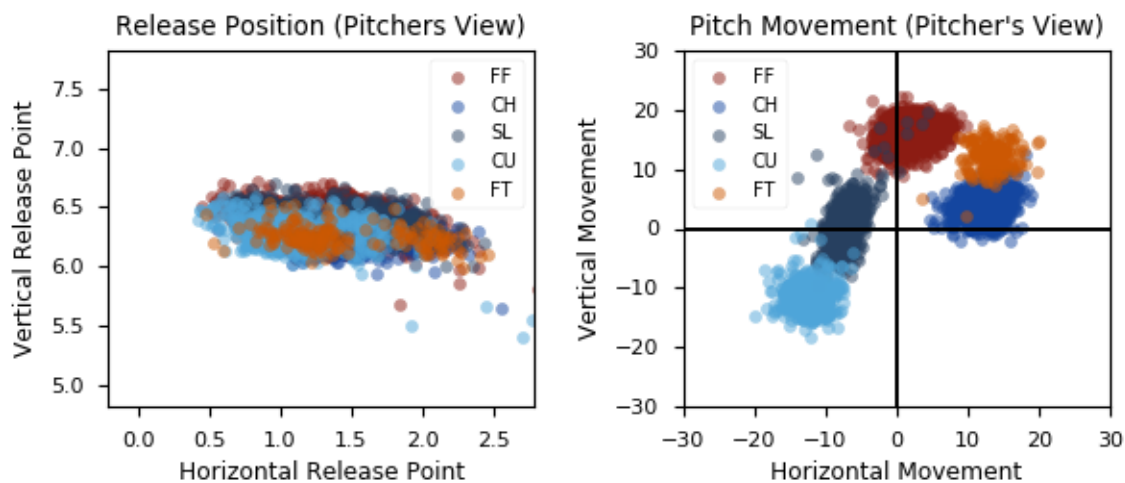 Release Position (Pitchers View)
Vertical Release Point
7.5
7.0
6.5
6.0
5.5
5.0
FF
CH
SL
CU
FT
0.0 0.5 1.0 1.5 2.0 2.5
Horizontal Release Point
Pitch Movement (Pitcher's View)
Vertical Movement
30
20
10
0
−10
−20
−30
FF
CH
SL
CU
FT
−30 −20 −10 0 10 20 30
Horizontal Movement